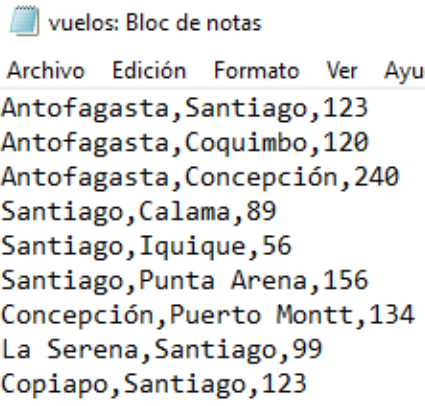 vuelos: Bloc de notas
Archivo Edición Formato Ver Ayu
Antofagasta,Santiago,123
Antofagasta,Coquimbo,120
Antofagasta,Concepción,240
Santiago,Calama,89
Santiago,Iquique,56
Santiago,Punta Arena,156
Concepción,Puerto Montt,134
La Serena,Santiago,99
Copiapo,Santiago,123